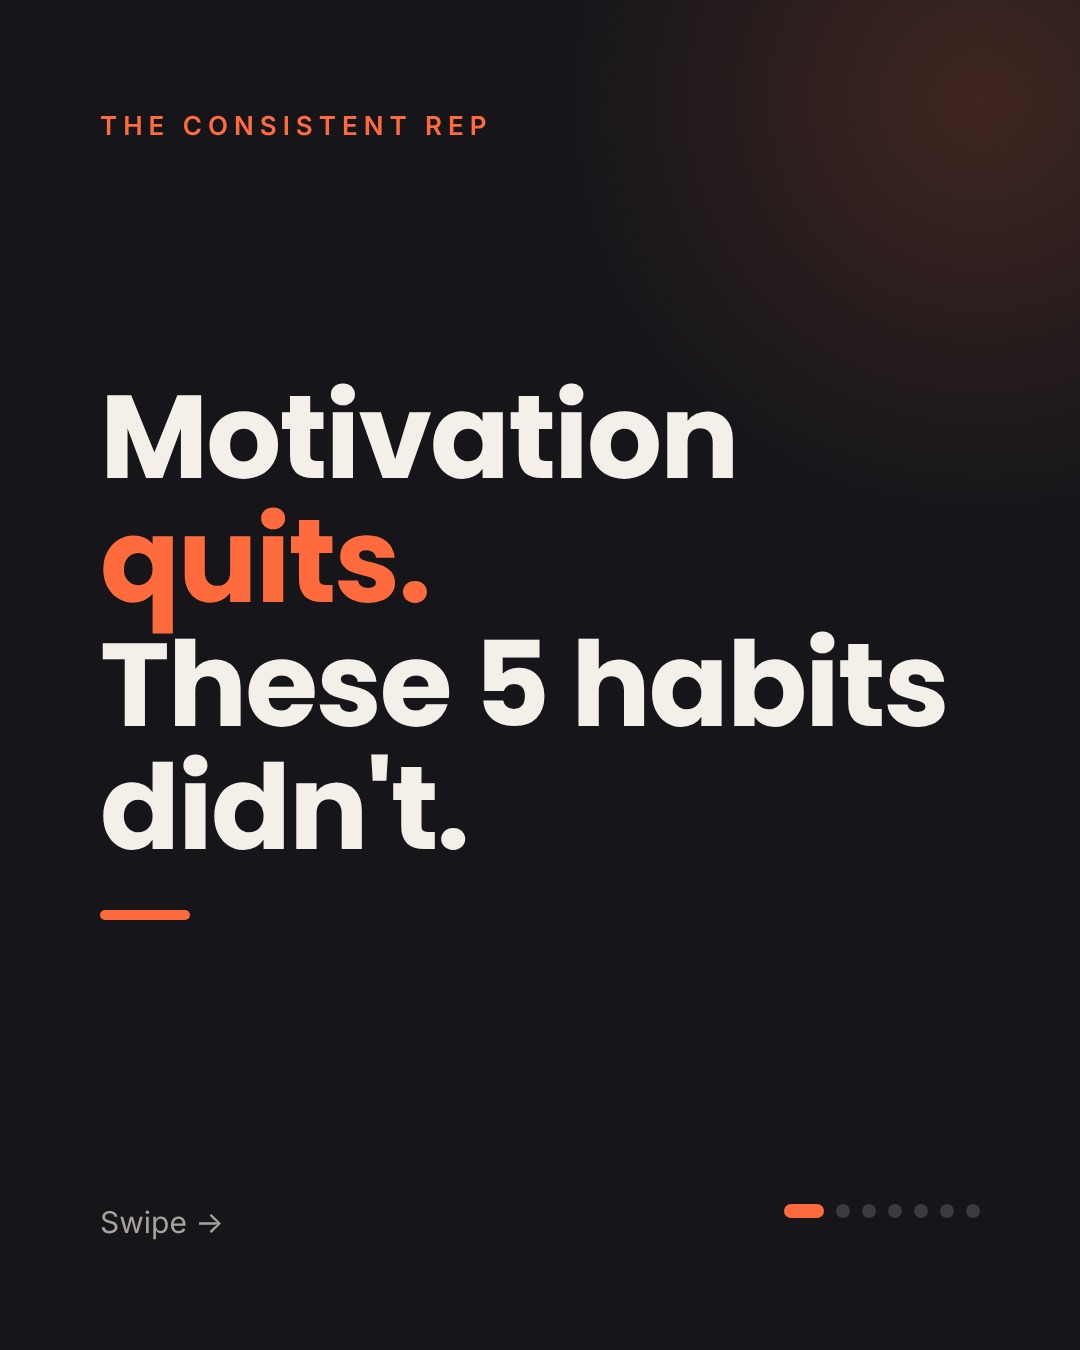 THE CONSISTENT REP
Motivation
quits.
These 5 habits
didn't.
Swipe →